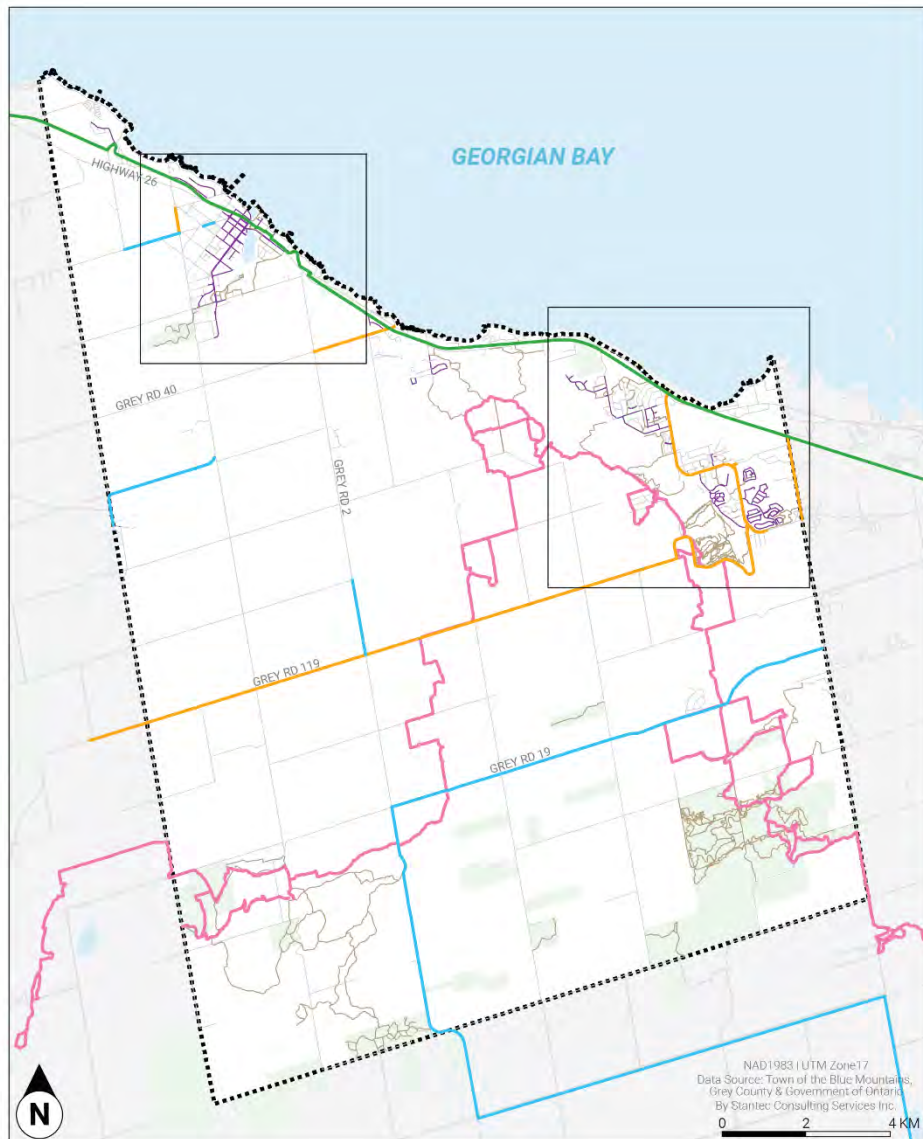 GEORGIAN BAY
HIGHWAY 26
GREY RD 40
GREY RD 2
GREY RD 119
GREY RD 19
NAD1983 | UTM Zone17
Data Source: Town of the Blue Mountains,
Grey County & Government of Ontario
By Stantec Consulting Services Inc.
N
0 2 4 KM